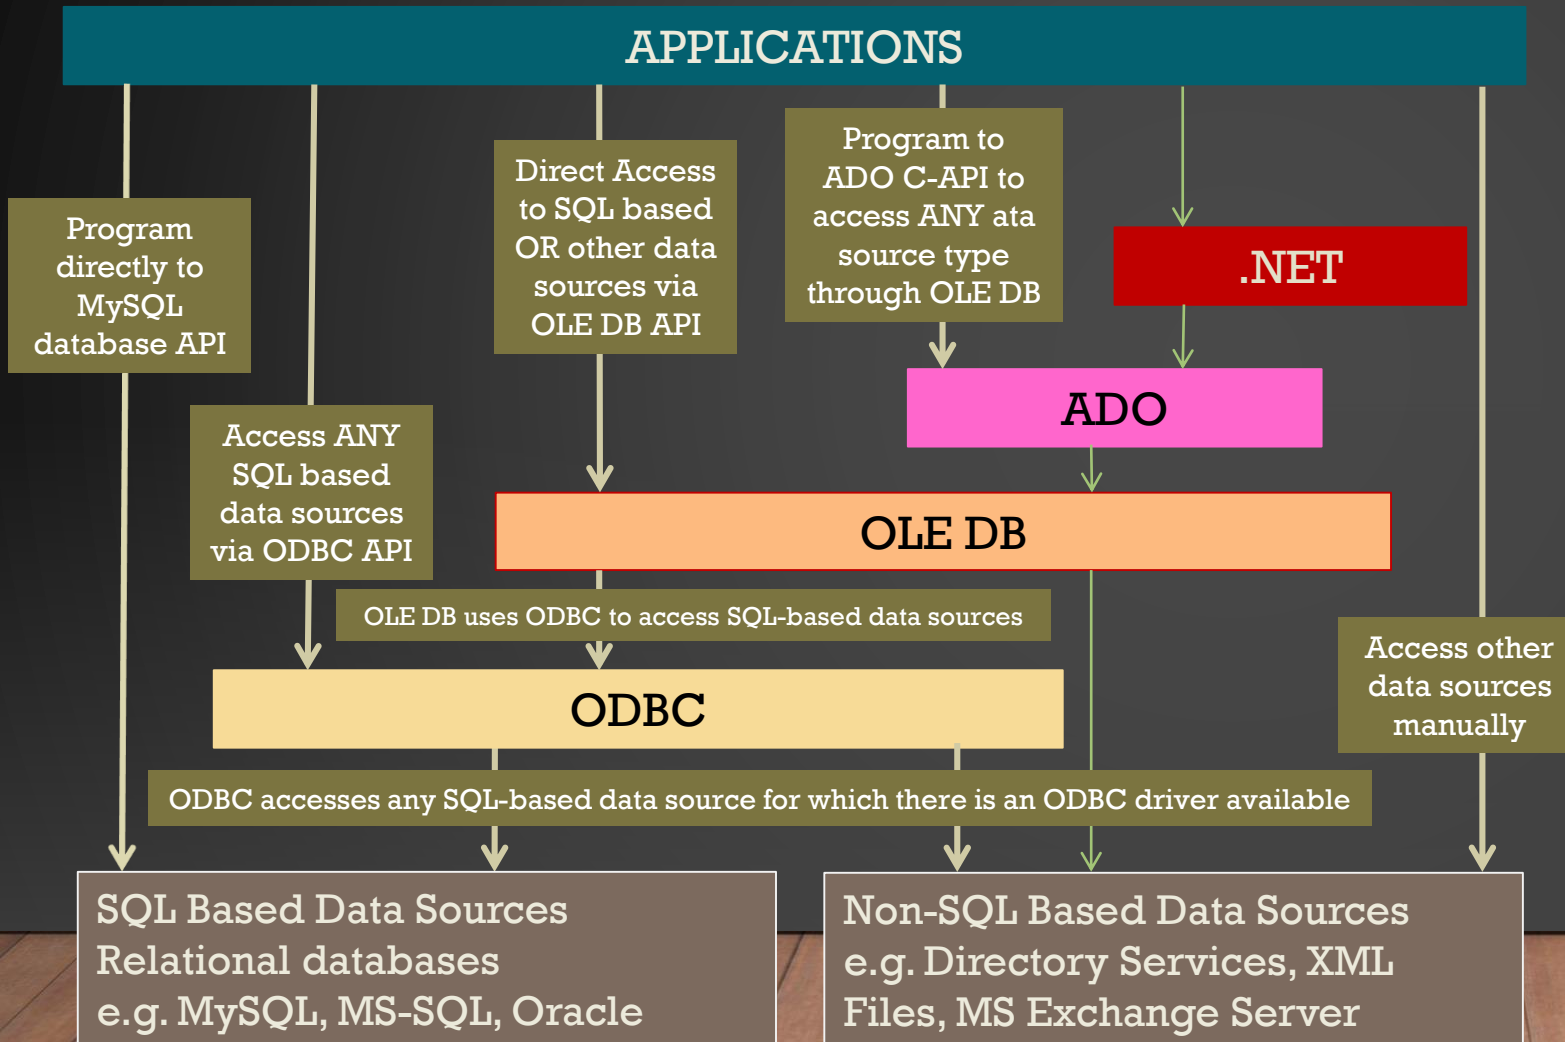 APPLICATIONS
Program
directly to
MySQL
database API
Access ANY
SQL based
data sources
via ODBC API
Direct Access
to SQL based
OR other data
sources via
OLE DB API
Program to
ADO C-API to
access ANY ata
source type
through OLE DB
.NET
ADO
OLE DB
OLE DB uses ODBC to access SQL-based data sources
Access other
data sources
manually
ODBC
ODBC accesses any SQL-based data source for which there is an ODBC driver available
SQL Based Data Sources
Relational databases
e.g. MySQL, MS-SQL, Oracle
Non-SQL Based Data Sources
e.g. Directory Services, XML
Files, MS Exchange Server